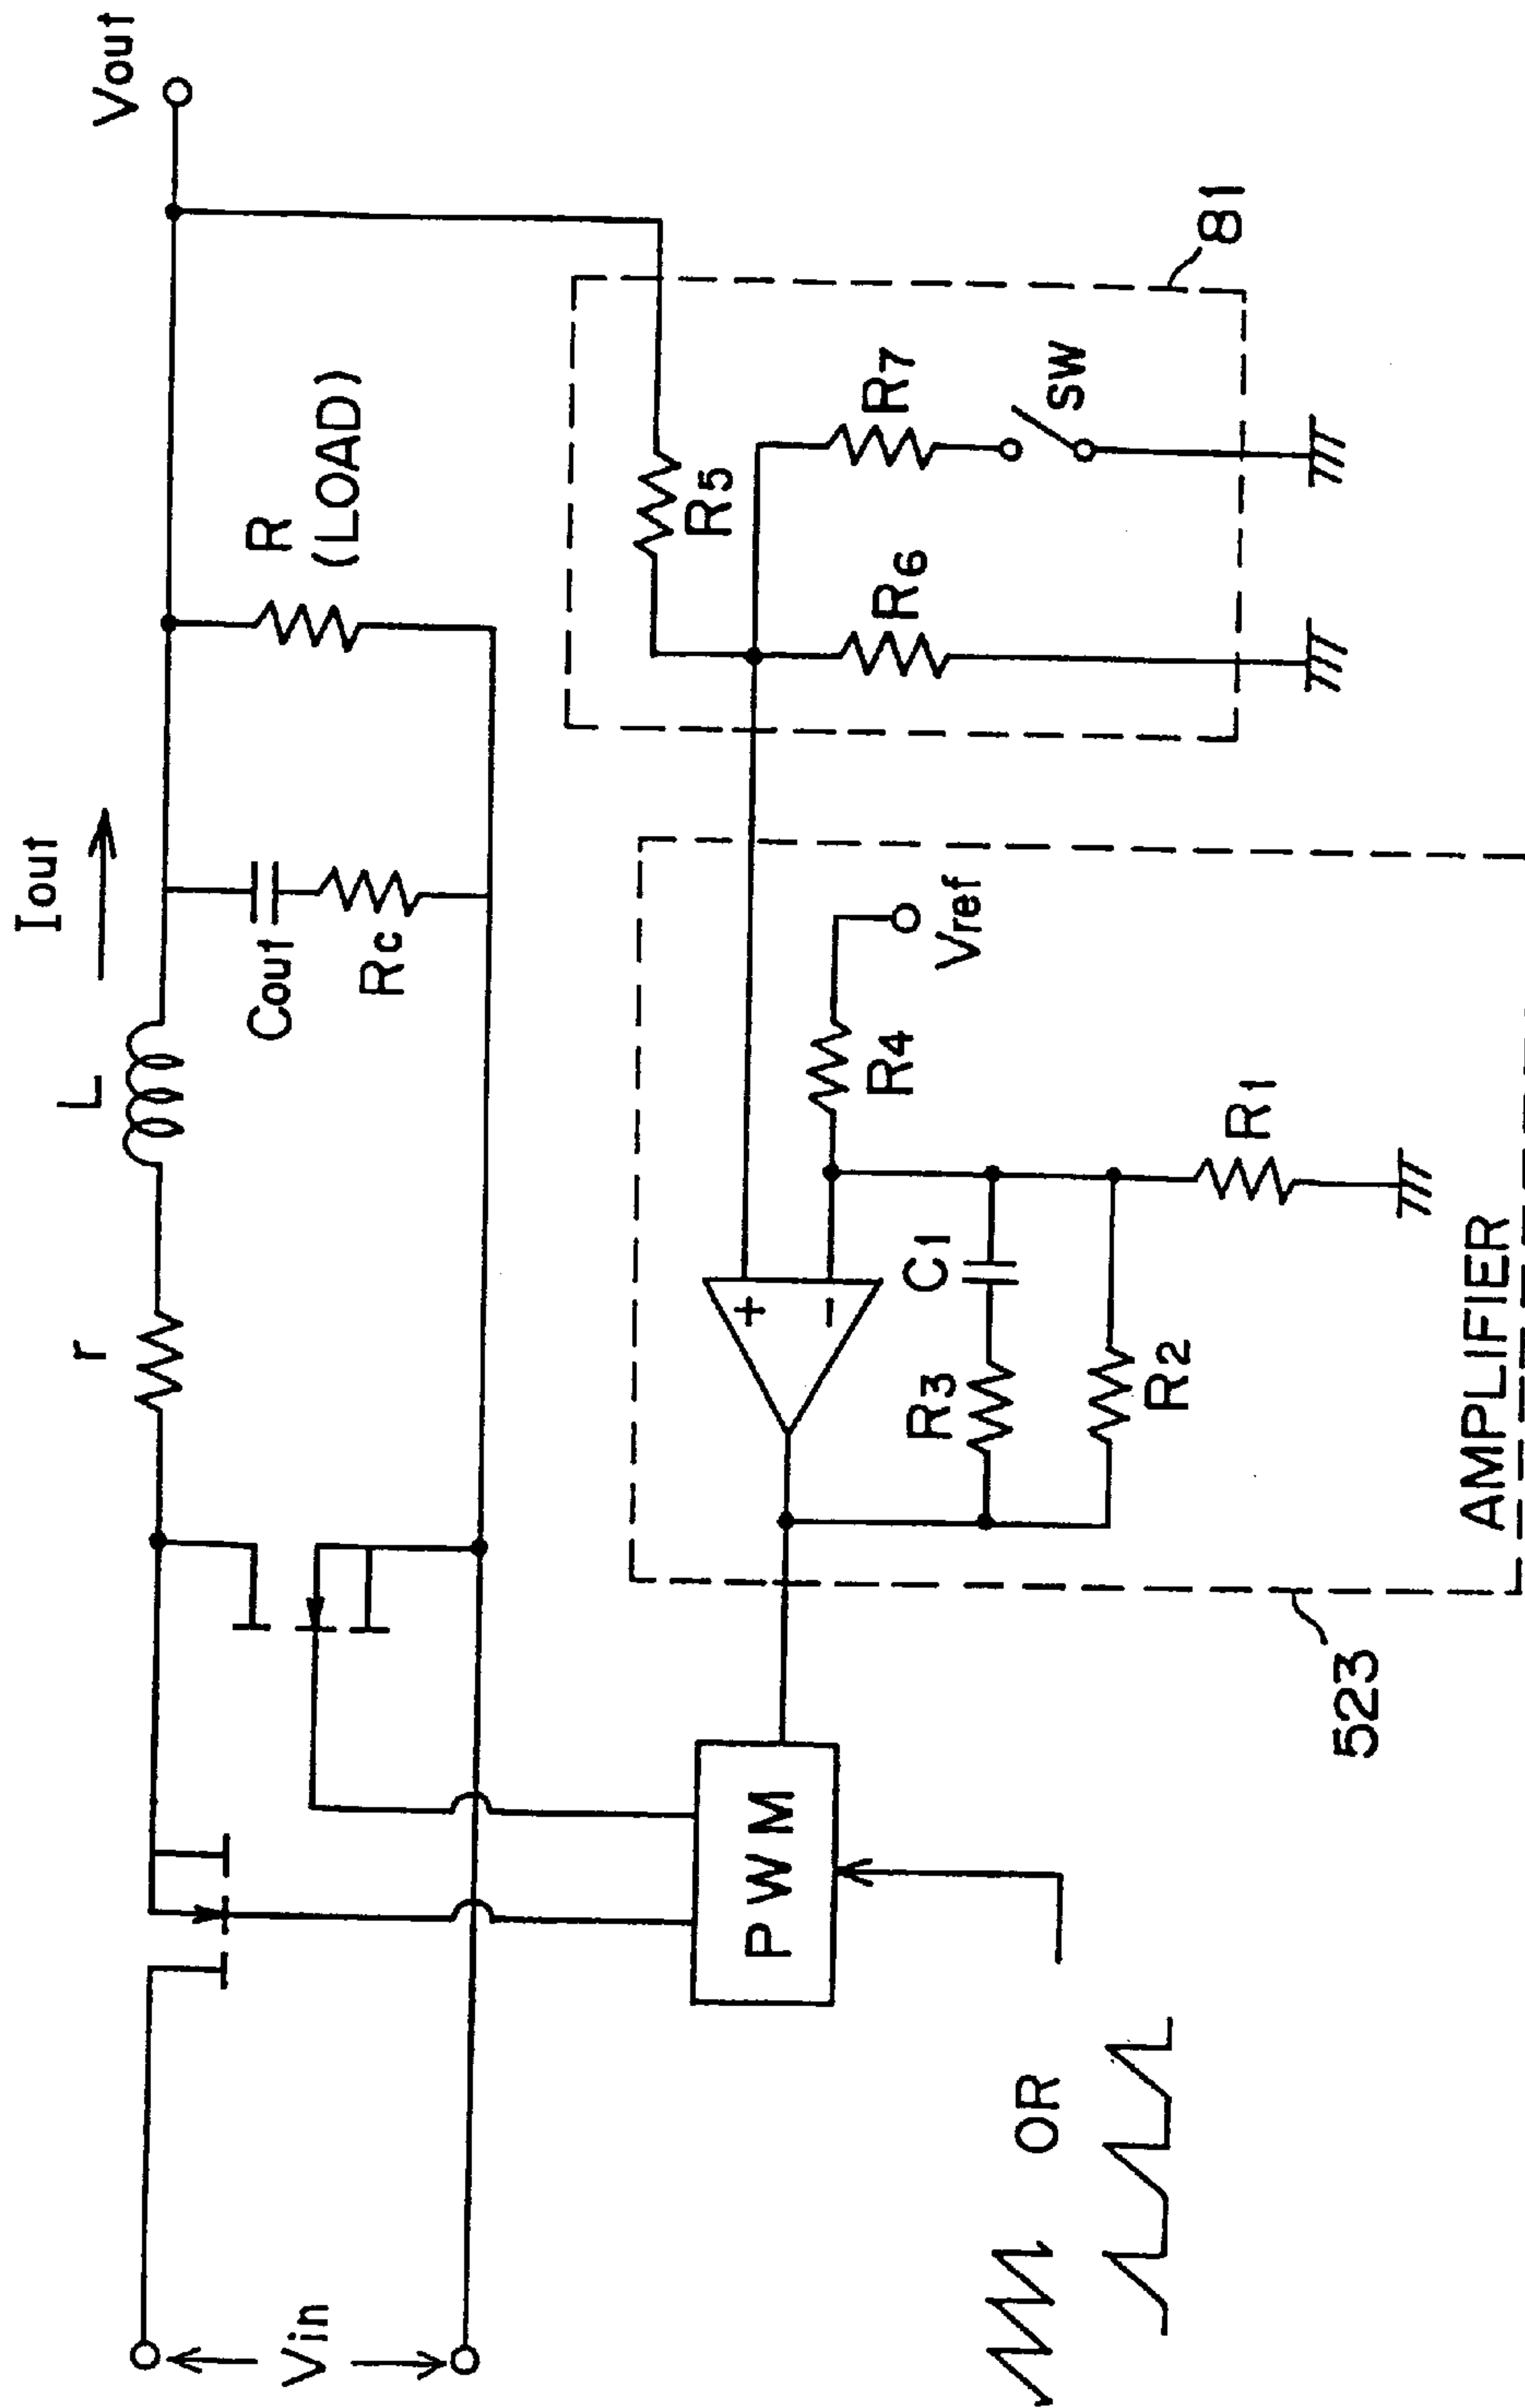 Iout
Vout
r
L
Cout
Rc
R
(LOAD)
Vin
PWM
OR
+
−
R5
R6
R7
SW
81
Vref
R4
C1
R3
R2
R1
AMPLIFIER
523